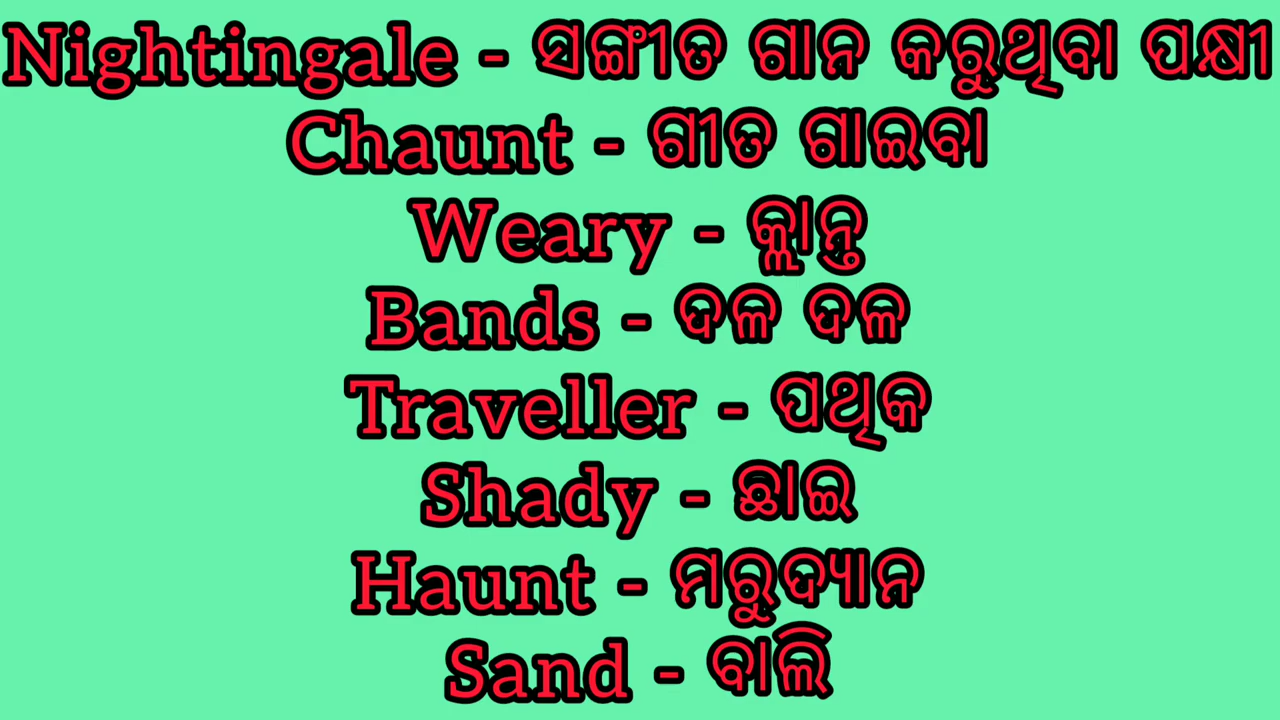 Nightingale - ସଙ୍ଗୀତ ଗାନ କରୁଥିବା ପକ୍ଷୀ
Chaunt - ଗୀତ ଗାଇବା
Weary - କ୍ଲାନ୍ତ
Bands - ଦଳ ଦଳ
Traveller - ପଥିକ
Shady - ଛାଇ
Haunt - ମରୁଦ୍ୟାନ
Sand - ବାଲି